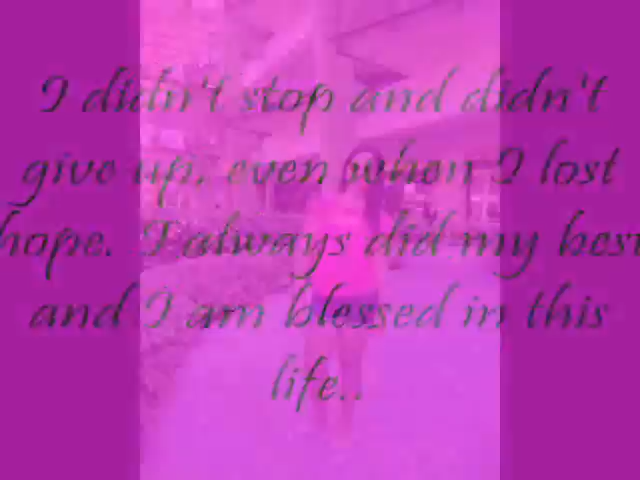 I didn't stop and didn't
give up, even when I lost
hope. I always did my best
and I am blessed in this
life..